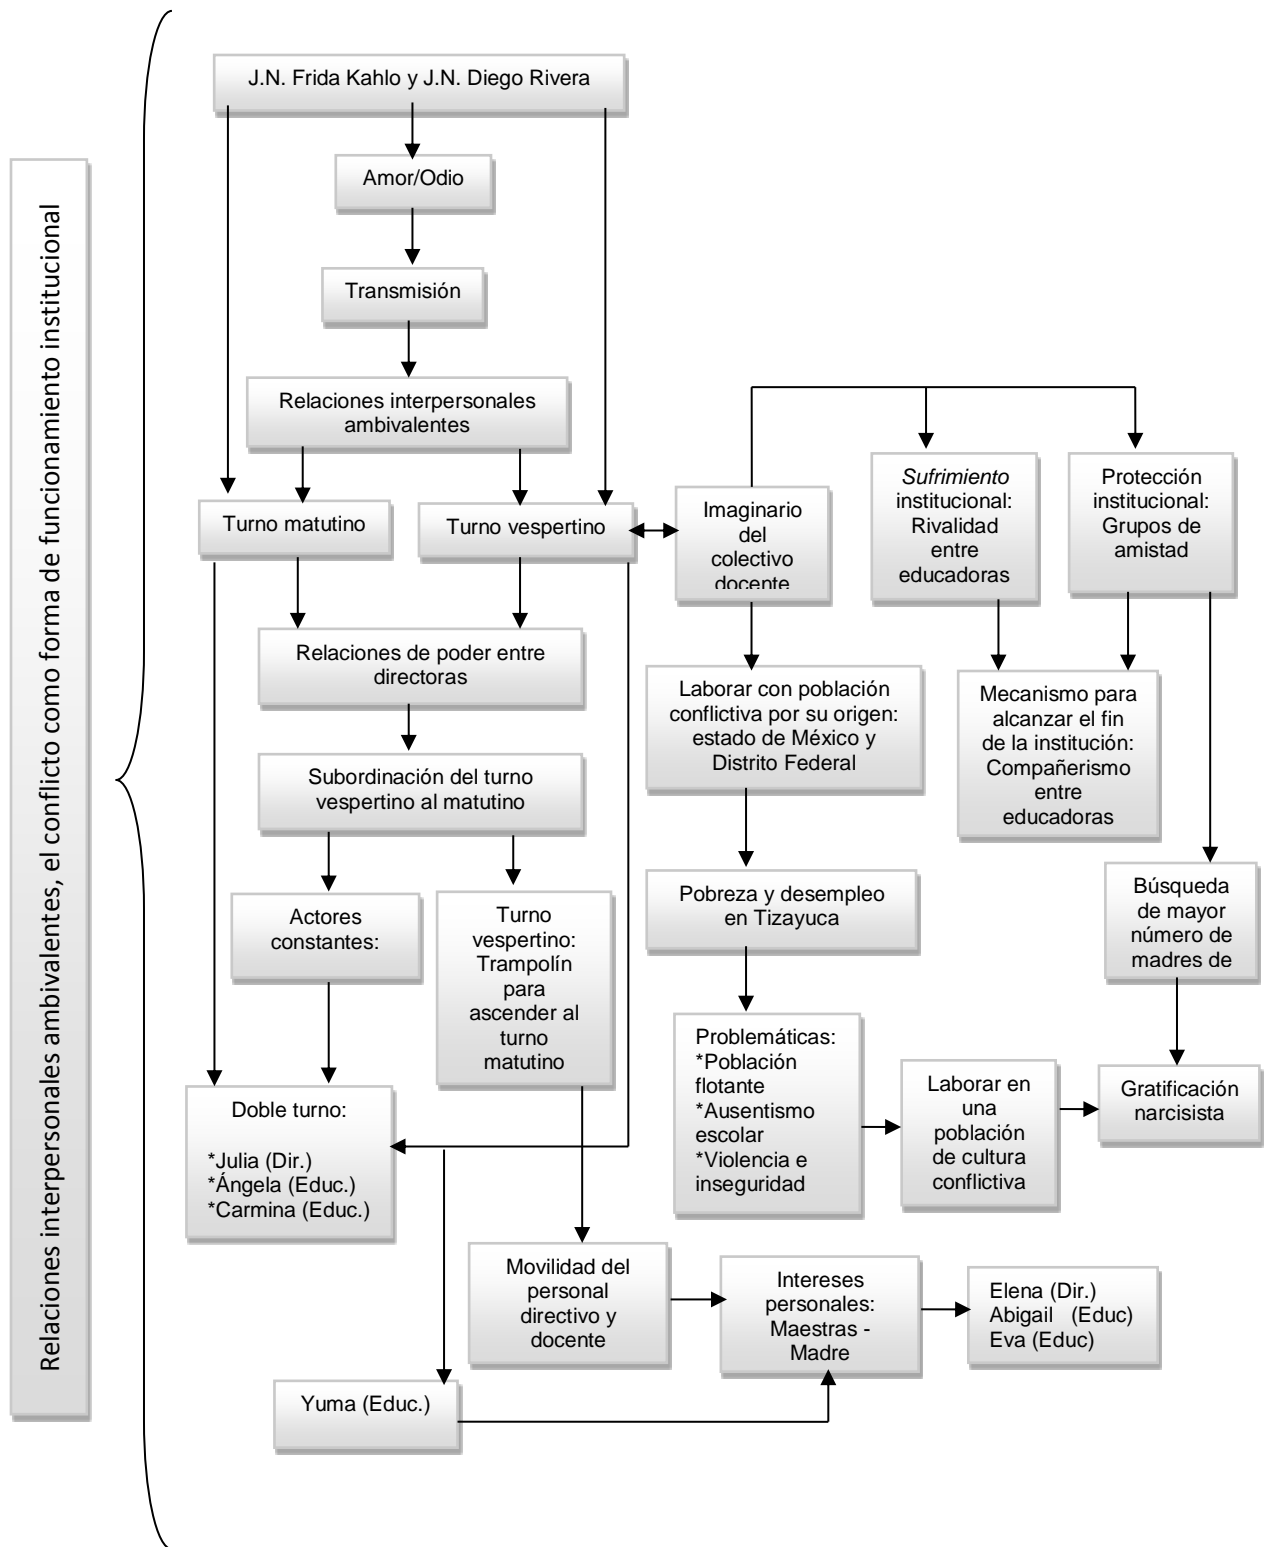 Relaciones interpersonales ambivalentes, el conflicto como forma de funcionamiento institucional
J.N. Frida Kahlo y J.N. Diego Rivera
Amor/Odio
Transmisión
Relaciones interpersonales
ambivalentes
Turno matutino
Turno vespertino
Imaginario
del
colectivo
docente
Sufrimiento
institucional:
Rivalidad
entre
educadoras
Protección
institucional:
Grupos de
amistad
Relaciones de poder entre
directoras
Laborar con población
conflictiva por su origen:
estado de México y
Distrito Federal
Mecanismo para
alcanzar el fin
de la institución:
Compañerismo
entre
educadoras
Subordinación del turno
vespertino al matutino
Actores
constantes:
Turno
vespertino:
Trampolín
para
ascender al
turno
matutino
Pobreza y desempleo
en Tizayuca
Búsqueda
de mayor
número de
madres de
Problemáticas:
*Población
flotante
*Ausentismo
escolar
*Violencia e
inseguridad
Laborar en
una
población
de cultura
conflictiva
Gratificación
narcisista
Doble turno:
*Julia (Dir.)
*Ángela (Educ.)
*Carmina (Educ.)
Movilidad del
personal
directivo y
docente
Intereses
personales:
Maestras -
Madre
Elena (Dir.)
Abigail (Educ)
Eva (Educ)
Yuma (Educ.)